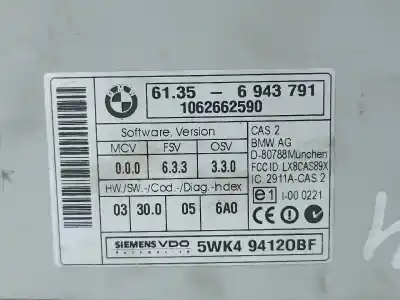 BMW
61.35 - 6 943 791
1062662590
Software, Version
MCV FSV OSV
0.0.0 6.3.3 3.3.0
HW./SW.-/Cod.-/Diag.-Index
03 30.0 05 6A0
CAS 2
BMW AG
D-80788 München
FCC ID LX8CAS89X
IC: 2911A-CAS 2
e1 I-00 0221
SIEMENS VDO 5WK4 94120BF
Automotive